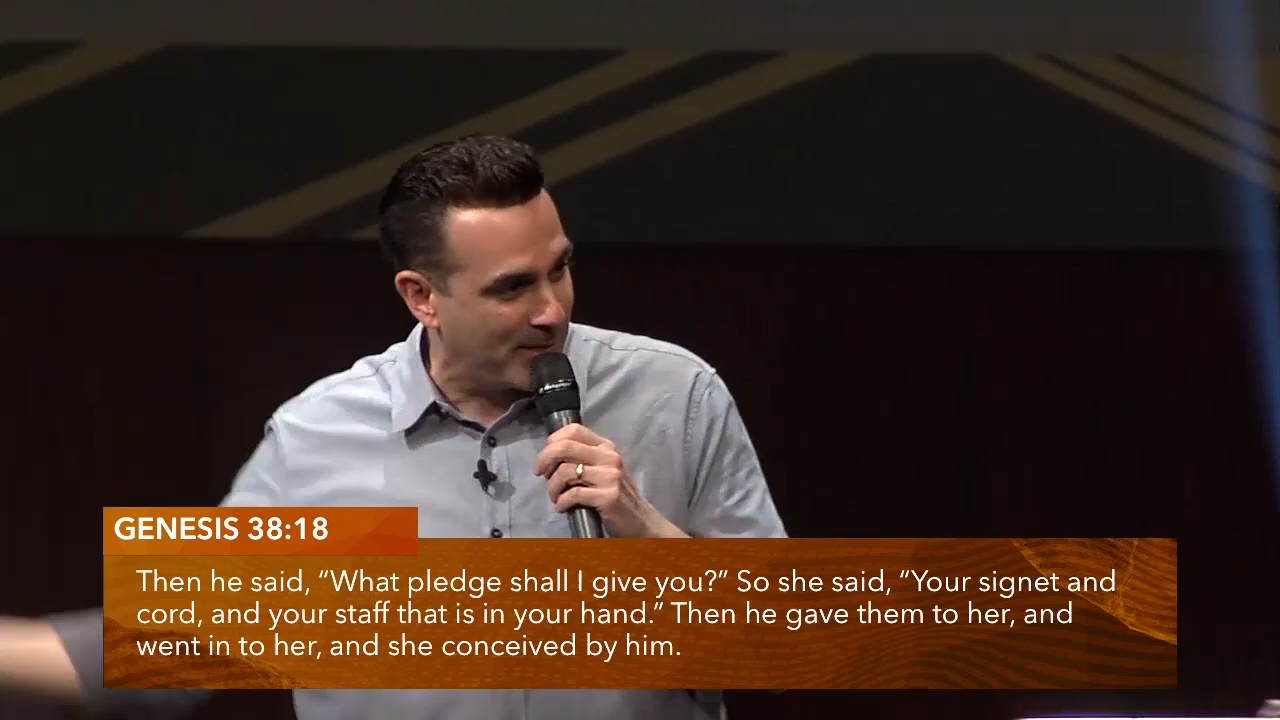 GENESIS 38:18
Then he said, “What pledge shall I give you?” So she said, “Your signet and
cord, and your staff that is in your hand.” Then he gave them to her, and
went in to her, and she conceived by him.